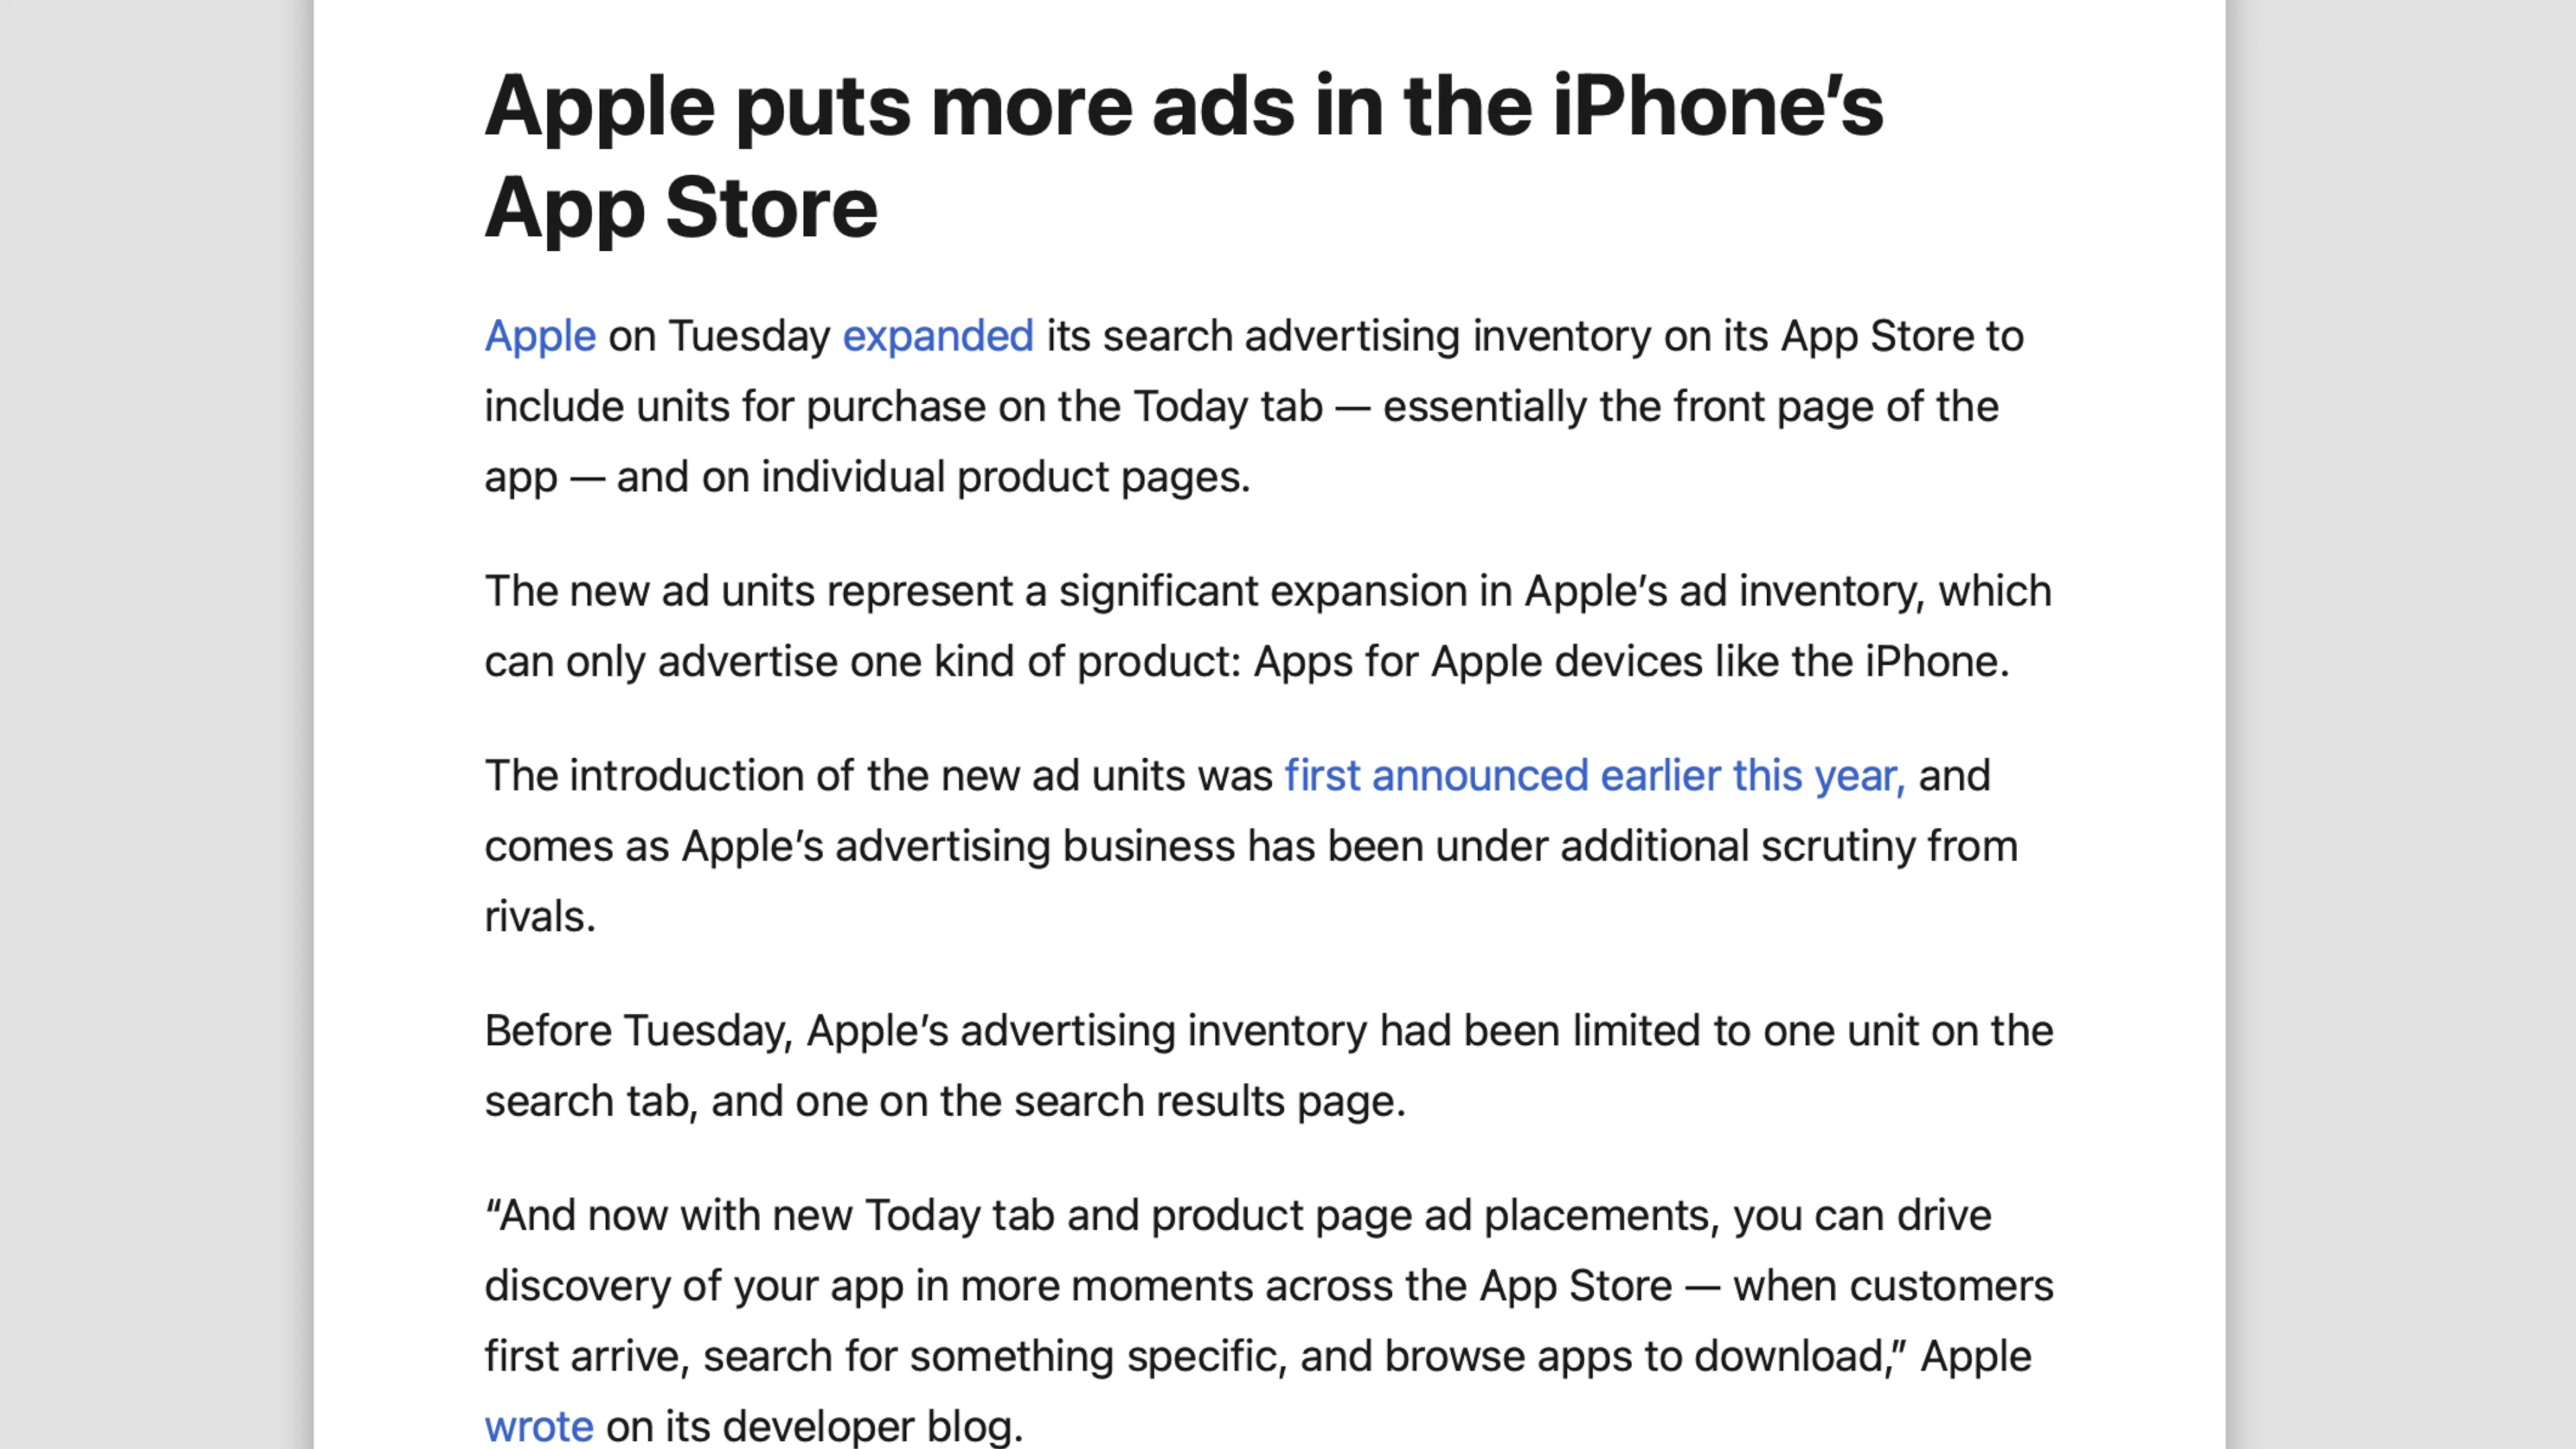 Apple puts more ads in the iPhone’s
App Store
Apple on Tuesday expanded its search advertising inventory on its App Store to
include units for purchase on the Today tab — essentially the front page of the
app — and on individual product pages.
The new ad units represent a significant expansion in Apple’s ad inventory, which
can only advertise one kind of product: Apps for Apple devices like the iPhone.
The introduction of the new ad units was first announced earlier this year, and
comes as Apple’s advertising business has been under additional scrutiny from
rivals.
Before Tuesday, Apple’s advertising inventory had been limited to one unit on the
search tab, and one on the search results page.
“And now with new Today tab and product page ad placements, you can drive
discovery of your app in more moments across the App Store — when customers
first arrive, search for something specific, and browse apps to download,” Apple
wrote on its developer blog.